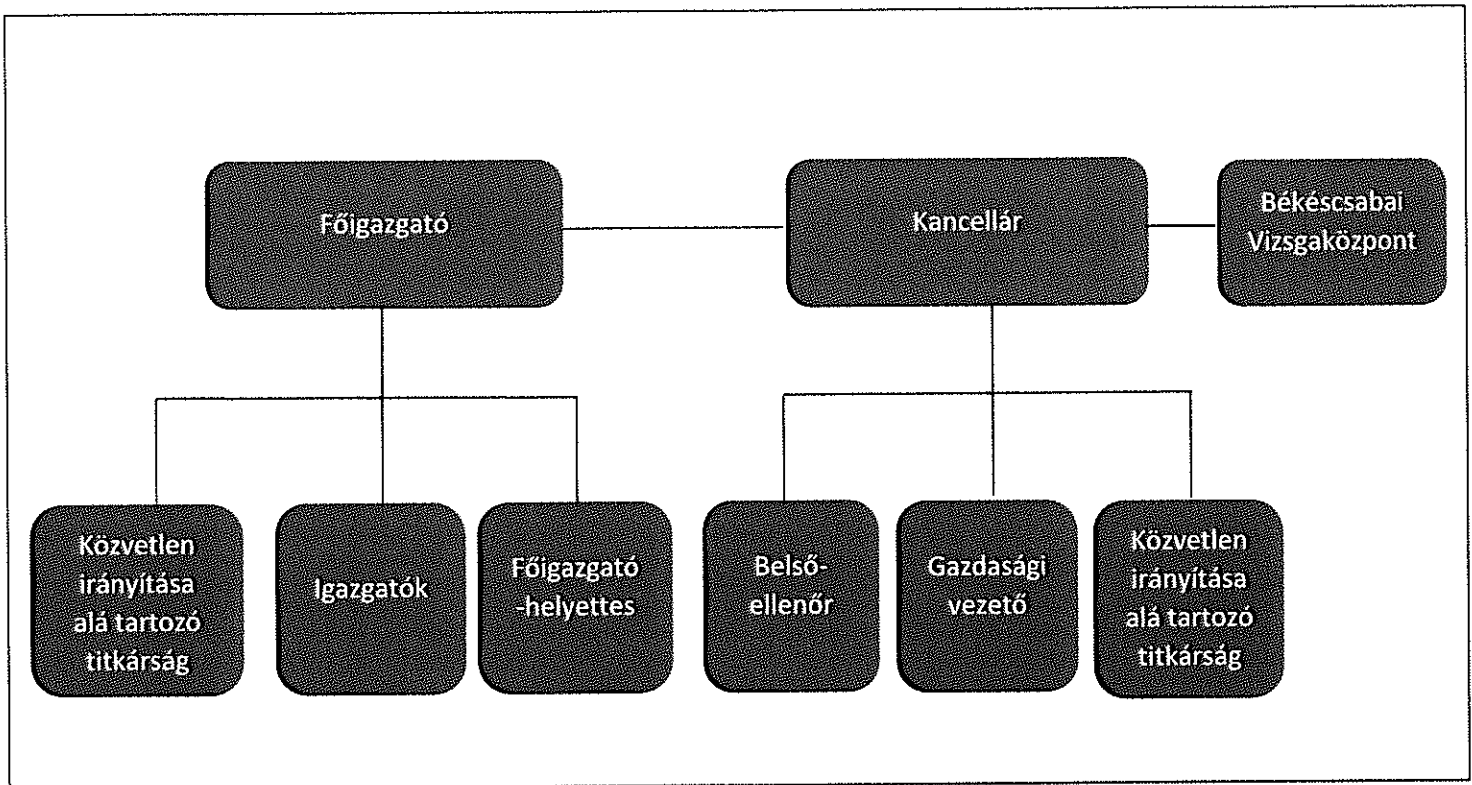 Főigazgató
Kancellár
Békéscsabai
Vizsgaközpont
Közvetlen
irányítása
alá tartozó
titkárság
Igazgatók
Főigazgató
-helyettes
Belső-
ellenőr
Gazdasági
vezető
Közvetlen
irányítása
alá tartozó
titkárság